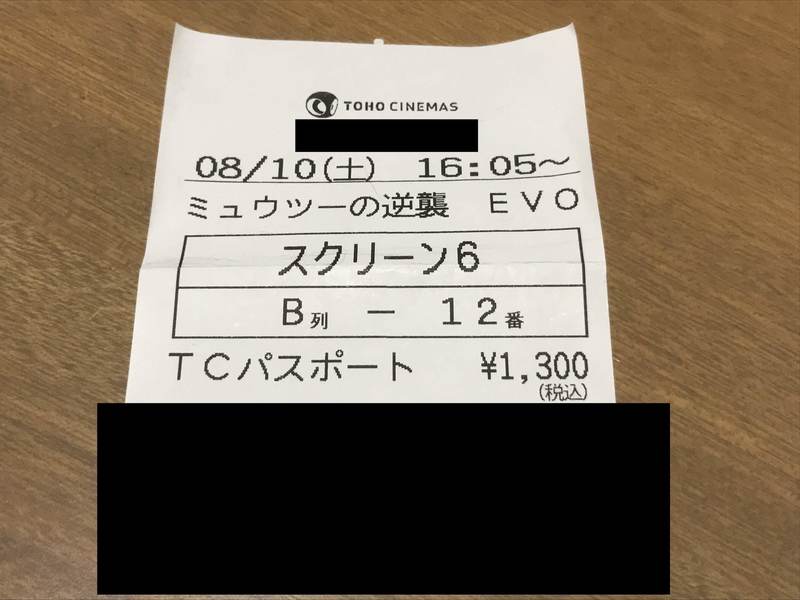 TOHO CINEMAS
08/10(土) 16:05～
ミュウツーの逆襲 ＥＶＯ
スクリーン6
Ｂ列 － １２番
ＴＣパスポート ¥1,300
(税込)